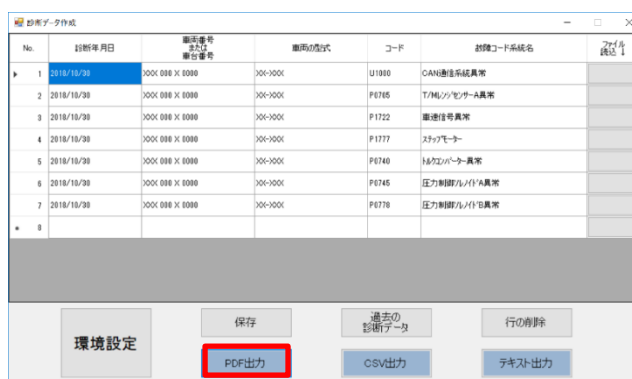 診断データ作成
No. 診断年月日 車両番号または車台番号 車両の型式 コード 故障コード系統名 ファイル読込↓
1 2018/10/30 XXX 000 X 0000 XX-XXX U1000 CAN通信系統異常
2 2018/10/30 XXX 000 X 0000 XX-XXX P0705 T/Mレンジセンサーム異常
3 2018/10/30 XXX 000 X 0000 XX-XXX P1722 車速信号異常
4 2018/10/30 XXX 000 X 0000 XX-XXX P1777 ステップモーター
5 2018/10/30 XXX 000 X 0000 XX-XXX P0740 トルクコンバーター異常
6 2018/10/30 XXX 000 X 0000 XX-XXX P0745 圧力制御ソレノイドA異常
7 2018/10/30 XXX 000 X 0000 XX-XXX P0778 圧力制御ソレノイドB異常
8
環境設定
保存 過去の診断データ 行の削除
PDF出力 CSV出力 テキスト出力